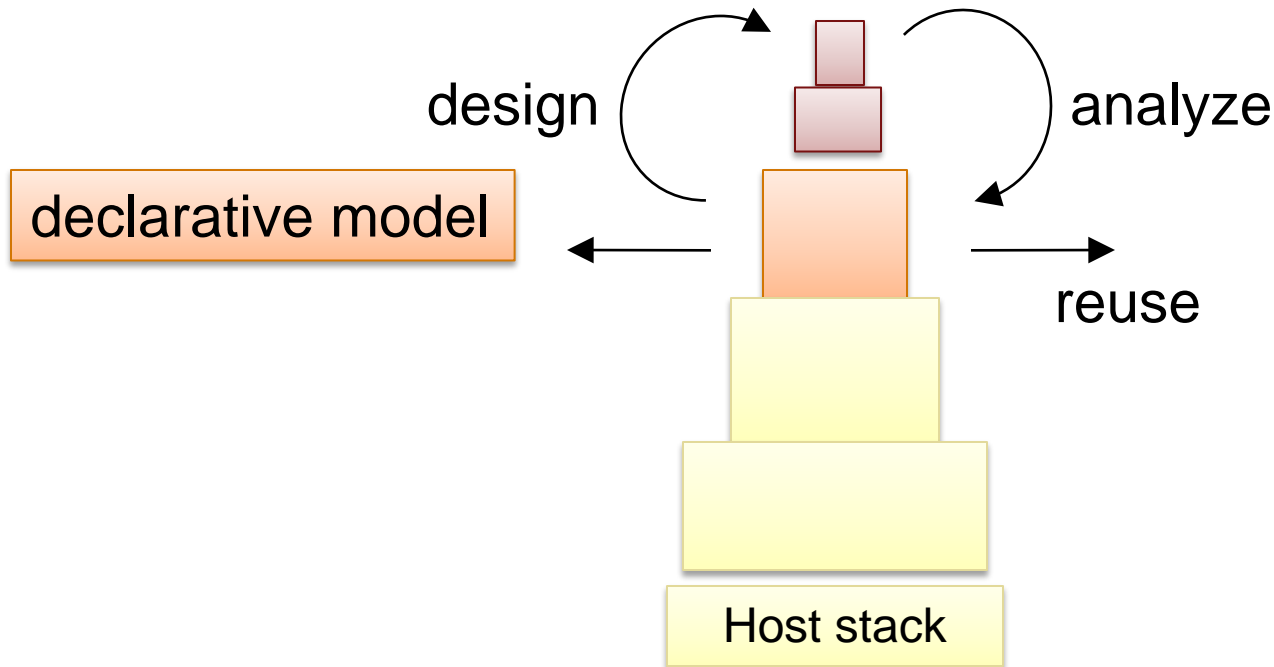 design
analyze
declarative model
reuse
Host stack